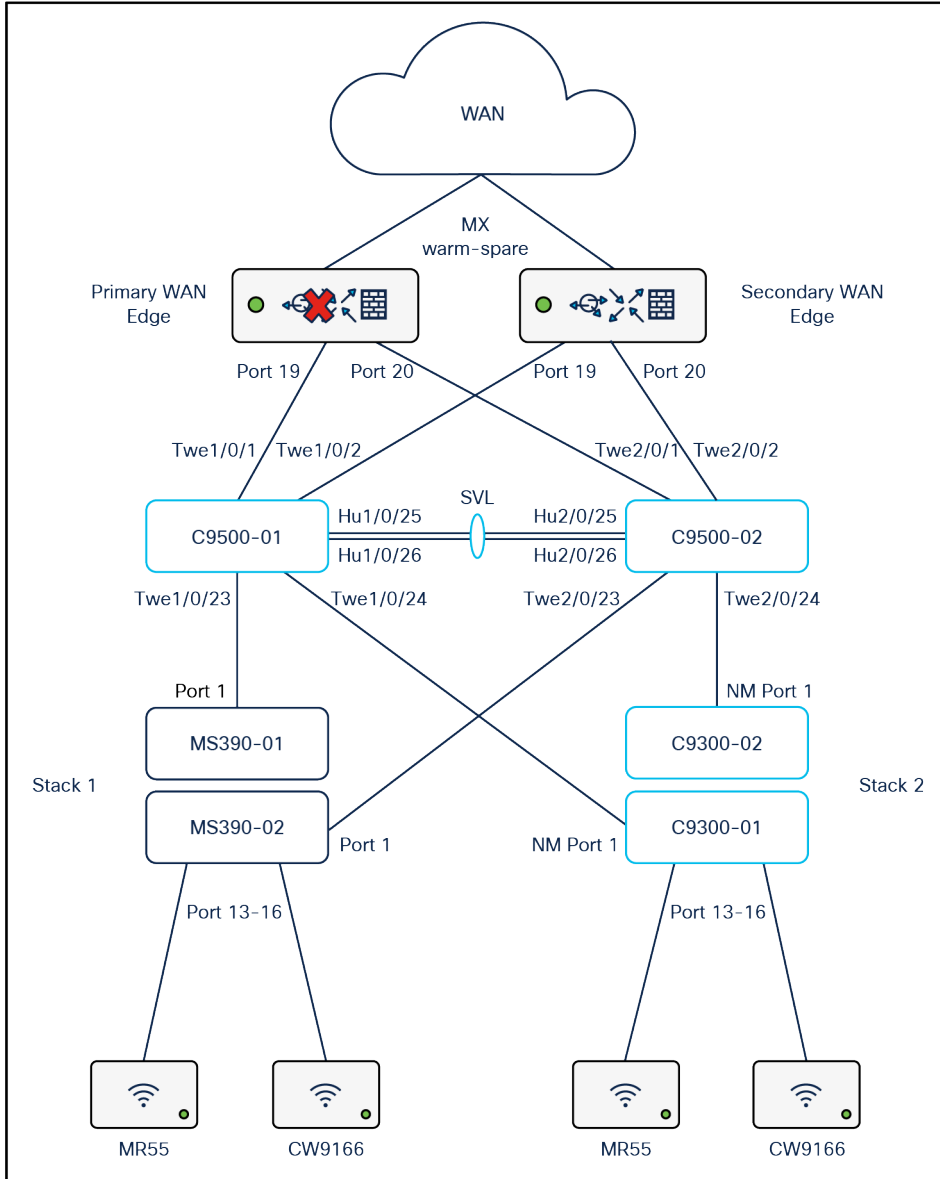 WAN
MX
warm-spare
Primary WAN
Edge
Secondary WAN
Edge
Port 19
Port 20
Port 19
Port 20
Twe1/0/1
Twe1/0/2
Twe2/0/1
Twe2/0/2
SVL
C9500-01
Hu1/0/25
Hu2/0/25
C9500-02
Hu1/0/26
Hu2/0/26
Twe1/0/23
Twe1/0/24
Twe2/0/23
Twe2/0/24
Port 1
NM Port 1
MS390-01
C9300-02
Stack 1
Stack 2
MS390-02
C9300-01
Port 1
NM Port 1
Port 13-16
Port 13-16
MR55
CW9166
MR55
CW9166